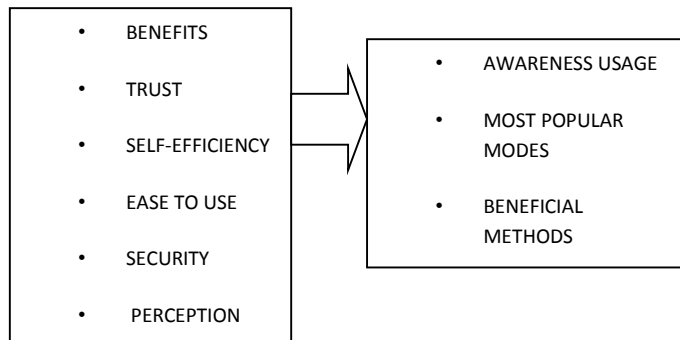 • BENEFITS
• TRUST
• SELF-EFFICIENCY
• EASE TO USE
• SECURITY
• PERCEPTION
• AWARENESS USAGE
• MOST POPULAR
MODES
• BENEFICIAL
METHODS